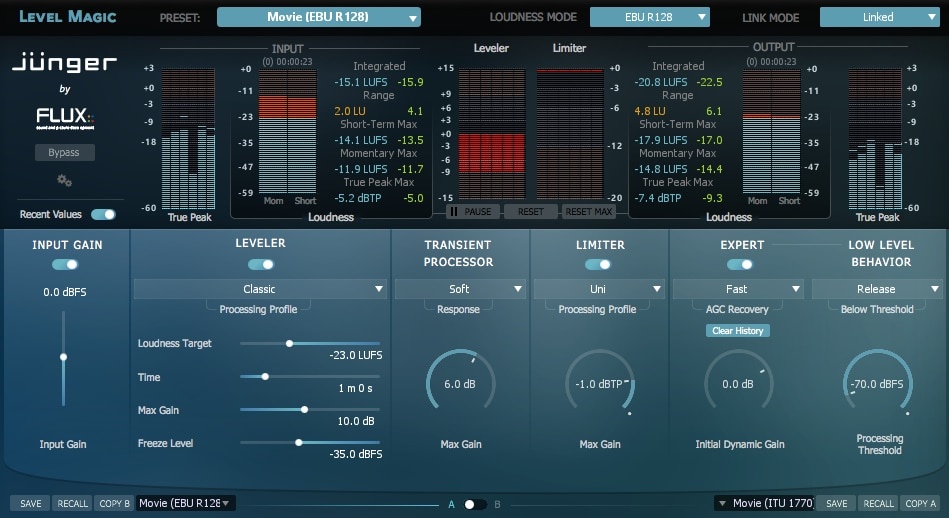 LEVEL MAGIC PRESET: Movie (EBU R128) LOUDNESS MODE EBU R128 LINK MODE Linked
jünger
by
FLUX::
Bypass
Recent Values
INPUT
(0) 00:00:23
+3 +0 -3 -9 -18 -60
True Peak
+0 -11 -23 -35 -47 -59
Mom Short
Loudness
Integrated
-15.1 LUFS -15.9
Range
2.0 LU 4.1
Short-Term Max
-14.1 LUFS -13.5
Momentary Max
-11.9 LUFS -11.7
True Peak Max
-5.2 dBTP -5.0
Leveler Limiter
+15 +12 +9 +6 +3 +0 -3 -6 -9 -15
+0 -2 -6 -9 -12 -20
PAUSE RESET RESET MAX
OUTPUT
(0) 00:00:23
Integrated
-20.8 LUFS -22.5
Range
4.8 LU 6.1
Short-Term Max
-17.9 LUFS -17.0
Momentary Max
-14.8 LUFS -14.4
True Peak Max
-7.4 dBTP -9.3
+0 -11 -23 -35 -47 -59
Mom Short
Loudness
+3 +0 -3 -9 -18 -60
True Peak
INPUT GAIN
0.0 dBFS
Input Gain
LEVELER
Classic
Processing Profile
Loudness Target
-23.0 LUFS
Time
1 m 0 s
Max Gain
10.0 dB
Freeze Level
-35.0 dBFS
TRANSIENT
PROCESSOR
Soft
Response
6.0 dB
Max Gain
LIMITER
Uni
Processing Profile
-1.0 dBTP
Max Gain
EXPERT
Fast
AGC Recovery
Clear History
0.0 dB
Initial Dynamic Gain
LOW LEVEL
BEHAVIOR
Release
Below Threshold
-70.0 dBFS
Processing
Threshold
SAVE RECALL COPY B Movie (EBU R128 A B Movie (ITU 1770) SAVE RECALL COPY A